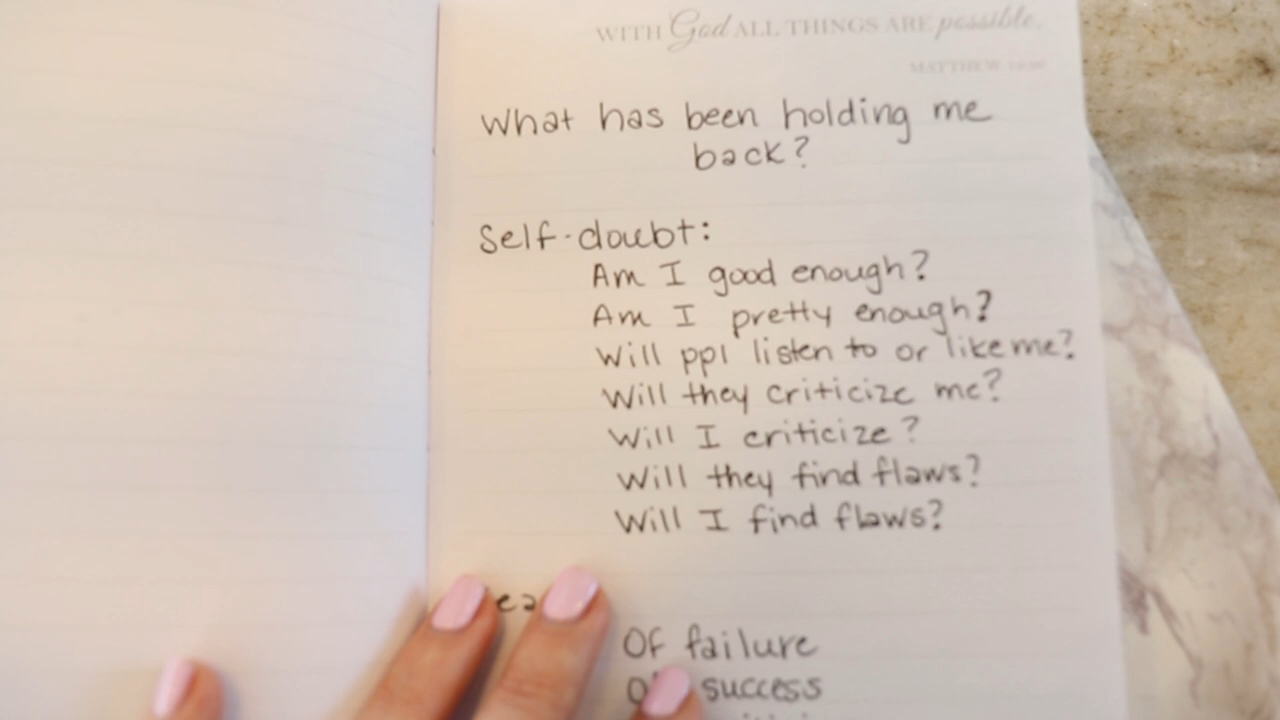 WITH God ALL THINGS ARE possible.
MATTHEW
What has been holding me
back?
Self-doubt:
Am I good enough?
Am I pretty enough?
Will ppl listen to or like me?
Will they criticize me?
Will I criticize?
Will they find flaws?
Will I find flaws?
Of failure
success